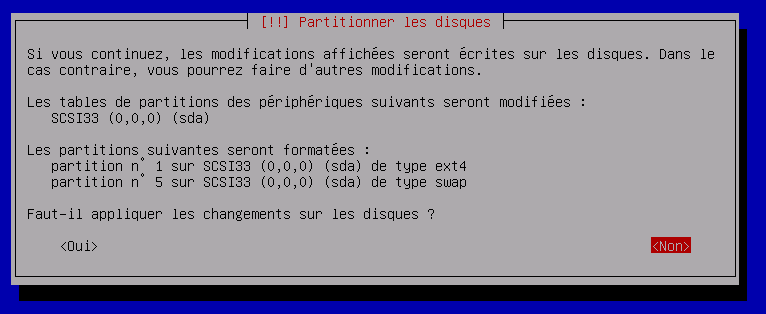 [!!] Partitionner les disques
Si vous continuez, les modifications affichées seront écrites sur les disques. Dans le
cas contraire, vous pourrez faire d'autres modifications.
Les tables de partitions des périphériques suivants seront modifiées :
SCSI33 (0,0,0) (sda)
Les partitions suivantes seront formatées :
partition n° 1 sur SCSI33 (0,0,0) (sda) de type ext4
partition n° 5 sur SCSI33 (0,0,0) (sda) de type swap
Faut-il appliquer les changements sur les disques ?
<Oui> <Non>